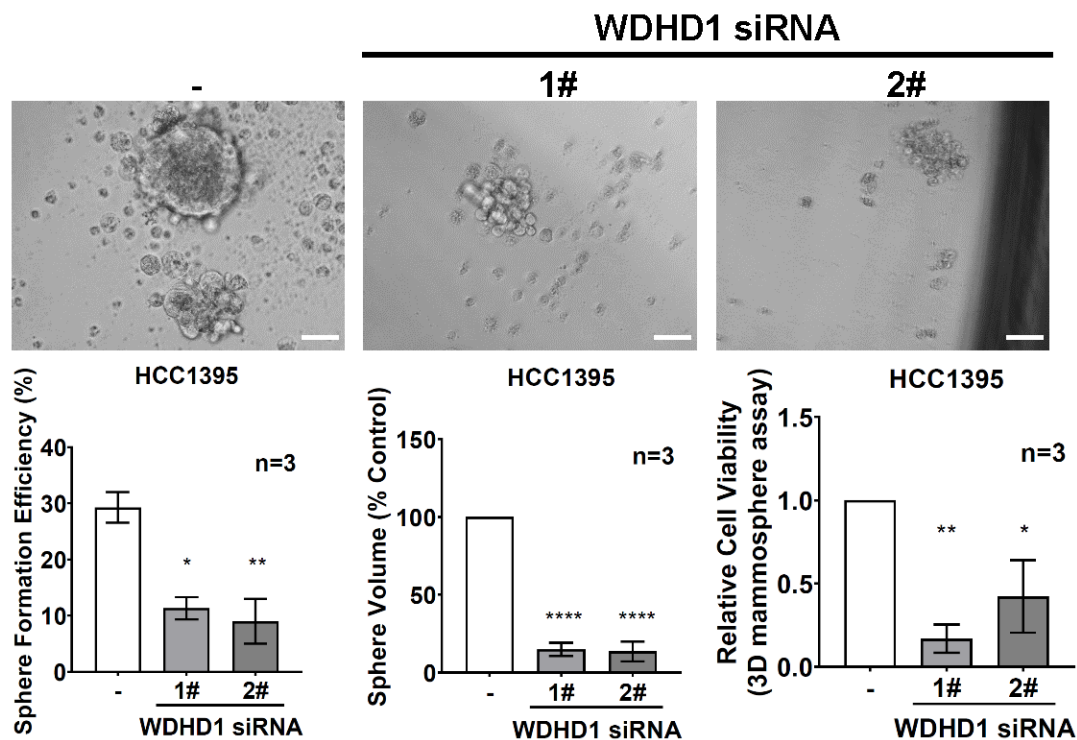 WDHD1 siRNA
-
1#
2#
HCC1395
Sphere Formation Efficiency (%)
40
30
20
10
0
n=3
*
**
-
1#
2#
WDHD1 siRNA
HCC1395
Sphere Volume (% Control)
150
100
50
0
n=3
****
****
-
1#
2#
WDHD1 siRNA
HCC1395
Relative Cell Viability
(3D mammosphere assay)
1.5
1.0
0.5
0.0
n=3
**
*
-
1#
2#
WDHD1 siRNA